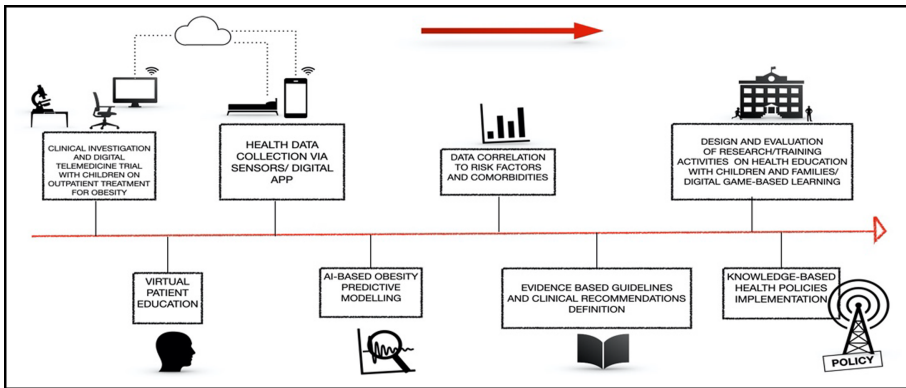 CLINICAL INVESTIGATION
AND DIGITAL
TELEMEDICINE TRIAL
WITH CHILDREN ON
OUTPATIENT TREATMENT
FOR OBESITY
HEALTH DATA
COLLECTION VIA
SENSORS/ DIGITAL
APP
DATA CORRELATION
TO RISK FACTORS
AND COMORBIDITIES
DESIGN AND EVALUATION
OF RESEARCH/TRAINING
ACTIVITIES ON HEALTH EDUCATION
WITH CHILDREN AND FAMILIES/
DIGITAL GAME-BASED LEARNING
VIRTUAL
PATIENT
EDUCATION
AI-BASED OBESITY
PREDICTIVE
MODELLING
EVIDENCE BASED GUIDELINES
AND CLINICAL RECOMMENDATIONS
DEFINITION
KNOWLEDGE-BASED
HEALTH POLICIES
IMPLEMENTATION
POLICY